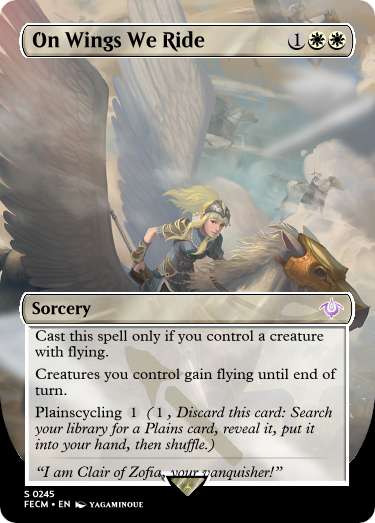 On Wings We Ride 1
Sorcery
Cast this spell only if you control a creature
with flying.
Creatures you control gain flying until end of
turn.
Plainscycling 1 (1, Discard this card: Search
your library for a Plains card, reveal it, put it
into your hand, then shuffle.)
“I am Clair of Zofia, your vanquisher!”
S 0245
FECM • EN YAGAMINOUE